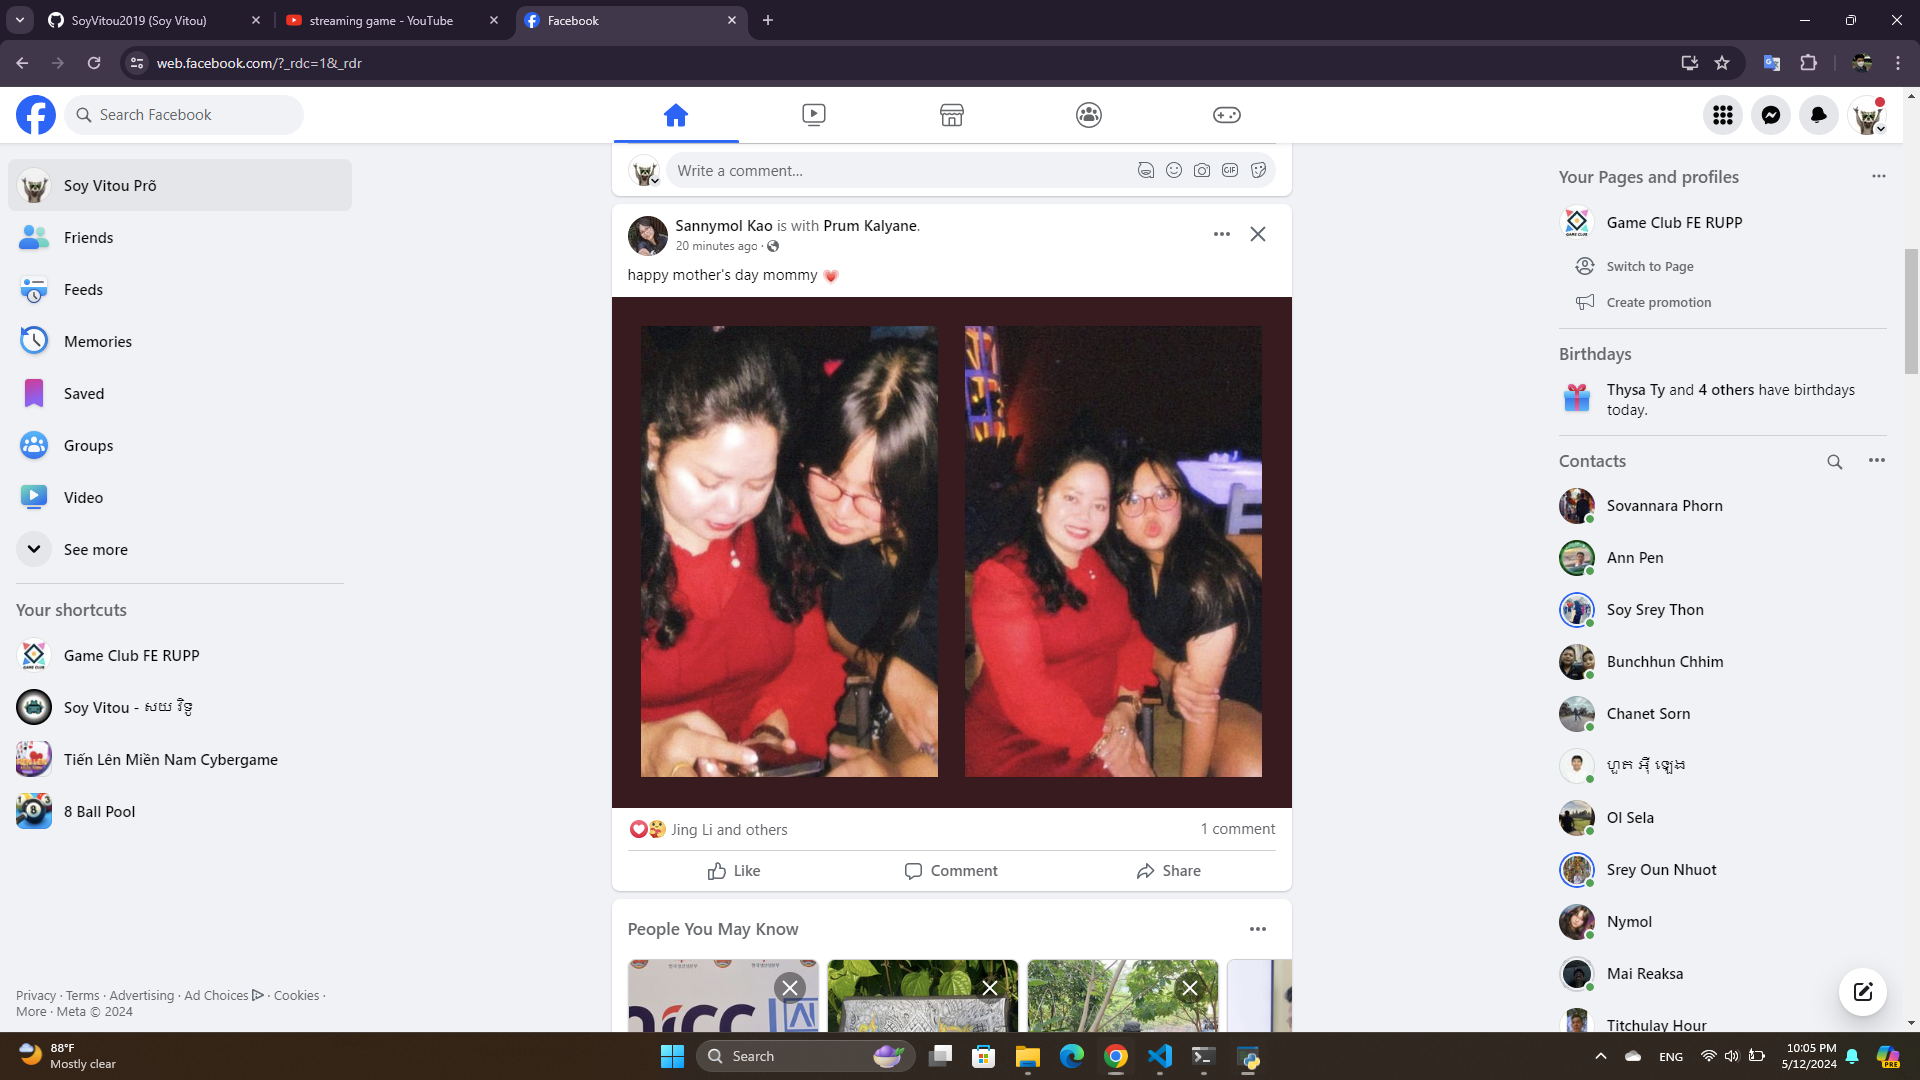 SoyVitou2019 (Soy Vitou)
streaming game - YouTube
Facebook
web.facebook.com/?_rdc=1&_rdr
Search Facebook
Soy Vitou Prõ
Friends
Feeds
Memories
Saved
Groups
Video
See more
Your shortcuts
Game Club FE RUPP
Soy Vitou - សយ វិទូ
Tiến Lên Miền Nam Cybergame
8 Ball Pool
Privacy · Terms · Advertising · Ad Choices · Cookies ·
More · Meta © 2024
Write a comment...
GIF
Sannymol Kao is with Prum Kalyane.
20 minutes ago ·
happy mother's day mommy
Jing Li and others
1 comment
Like
Comment
Share
People You May Know
Your Pages and profiles
Game Club FE RUPP
Switch to Page
Create promotion
Birthdays
Thysa Ty and 4 others have birthdays
today.
Contacts
Sovannara Phorn
Ann Pen
Soy Srey Thon
Bunchhun Chhim
Chanet Sorn
ហួត អ៊ី ឡេង
Ol Sela
Srey Oun Nhuot
Nymol
Mai Reaksa
Titchulay Hour
88°F
Mostly clear
Search
ENG
10:05 PM
5/12/2024